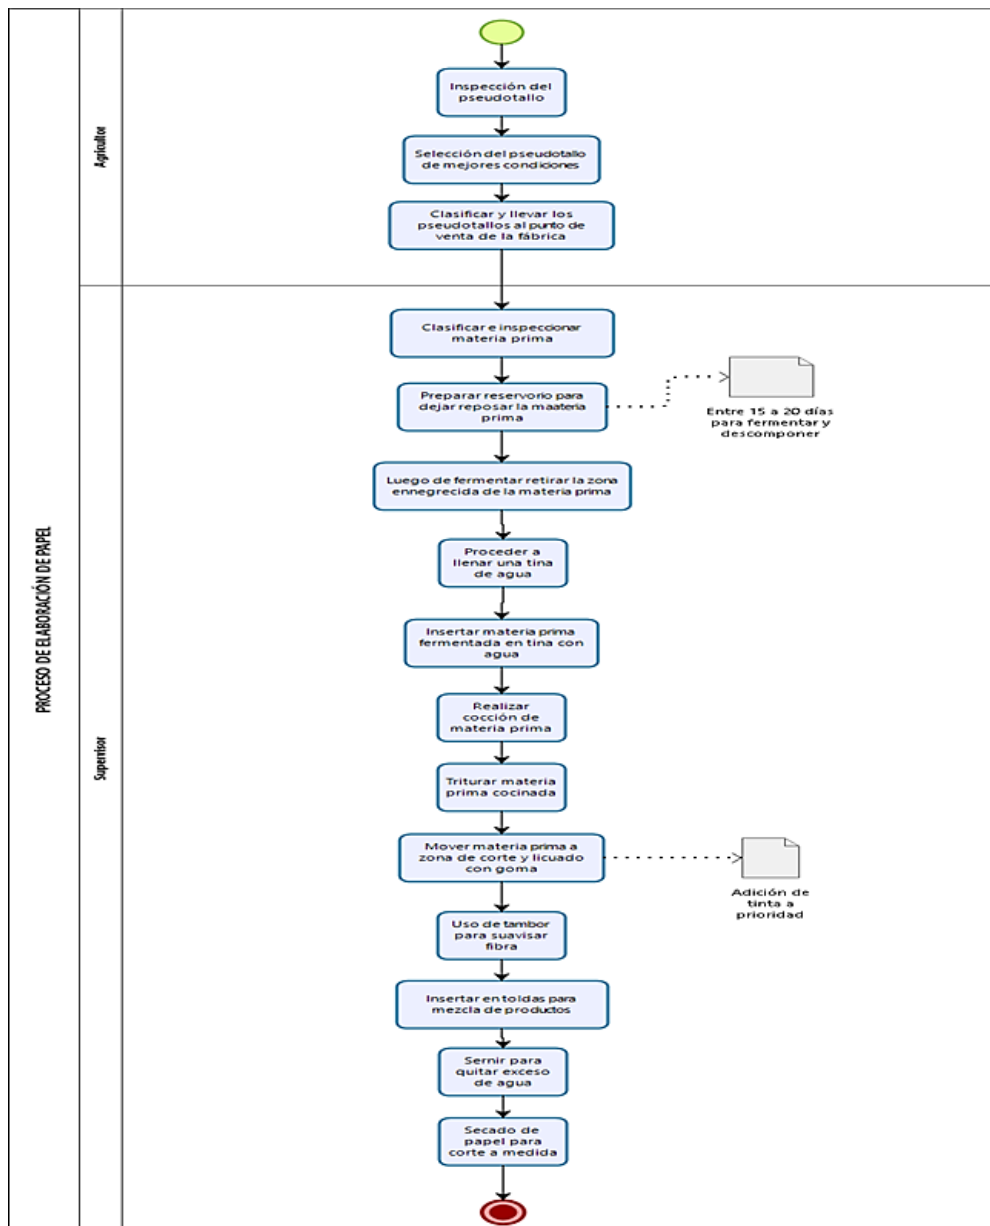 PROCESO DE ELABORACIÓN DE PAPEL
Agricultor
Inspección del
pseudotallo
Selección del pseudotallo
de mejores condiciones
Clasificar y llevar los
pseudotallos al punto de
venta de la fábrica
Supervisor
Clasificar e inspeccionar
materia prima
Preparar reservorio para
dejar reposar la maateria
prima
Entre 15 a 20 días
para fermentar y
descomponer
Luego de fermentar retirar la zona
ennegrecida de la materia prima
Proceder a
llenar una tina
de agua
Insertar materia prima
fermentada en tina con
agua
Realizar
cocción de
materia prima
Triturar materia
prima cocinada
Mover materia prima a
zona de corte y licuado
con goma
Adición de
tinta a
prioridad
Uso de tambor
para suavisar
fibra
Insertar en toldas para
mezcla de productos
Sernir para
quitar exceso
de agua
Secado de
papel para
corte a medida